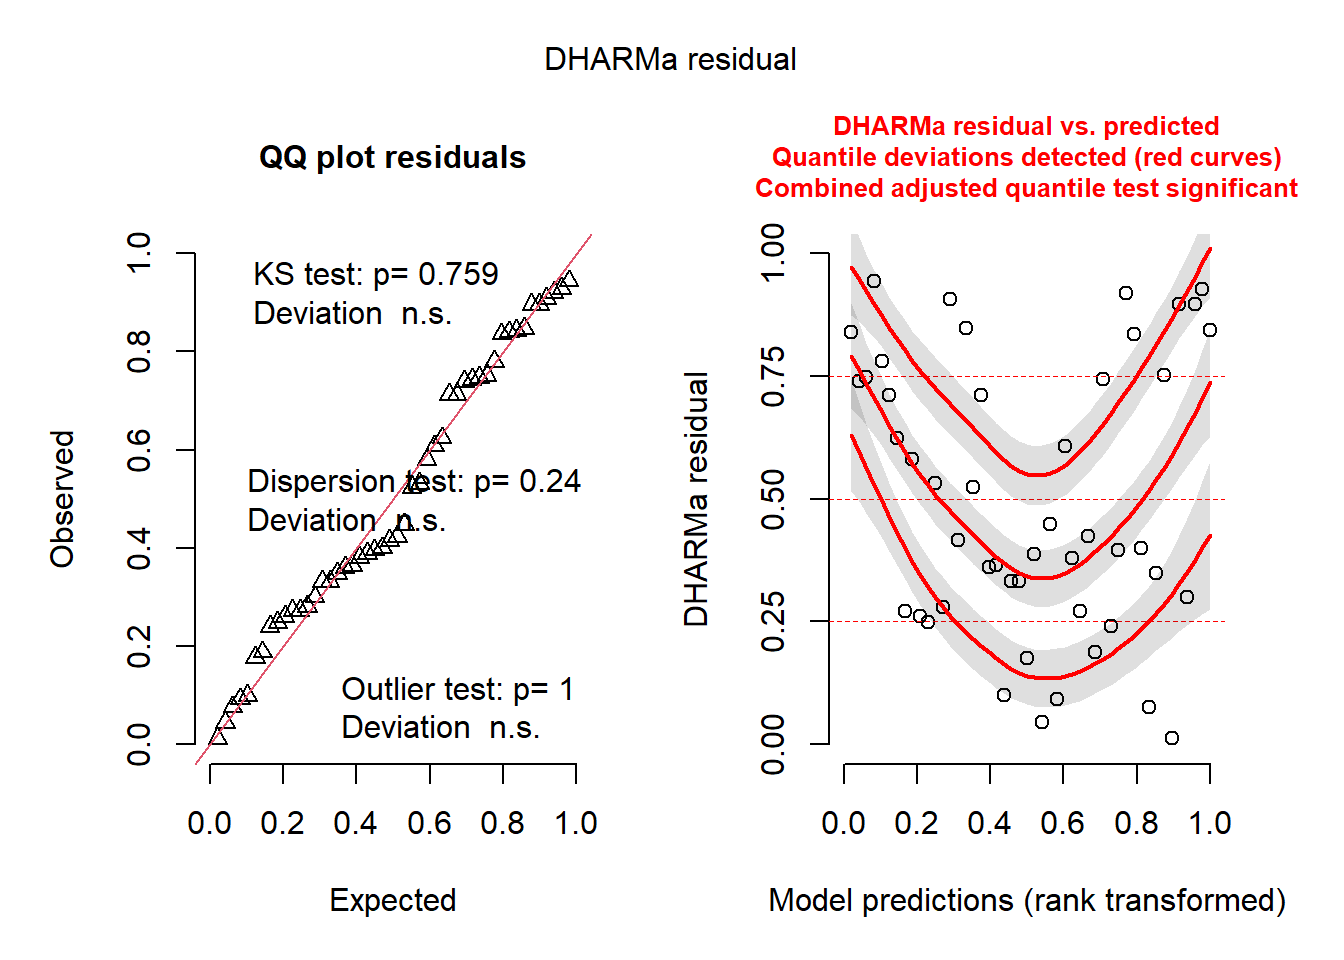 DHARMa residual
QQ plot residuals
KS test: p= 0.759
Deviation  n.s.
Dispersion test: p= 0.24
Deviation  n.s.
Outlier test: p= 1
Deviation  n.s.
Observed
0.0 0.2 0.4 0.6 0.8 1.0
0.0 0.2 0.4 0.6 0.8 1.0
Expected
DHARMa residual vs. predicted
Quantile deviations detected (red curves)
Combined adjusted quantile test significant
DHARMa residual
0.00 0.25 0.50 0.75 1.00
0.0 0.2 0.4 0.6 0.8 1.0
Model predictions (rank transformed)